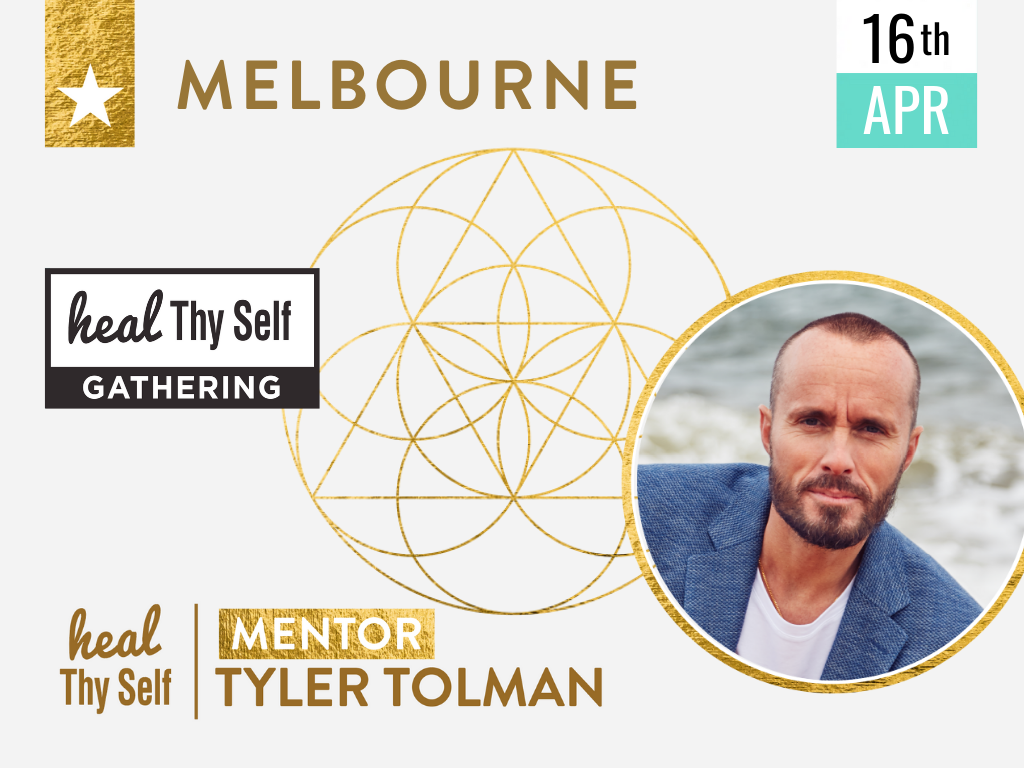 MELBOURNE
16th
APR
heal Thy Self
GATHERING
heal
Thy Self
MENTOR
TYLER TOLMAN